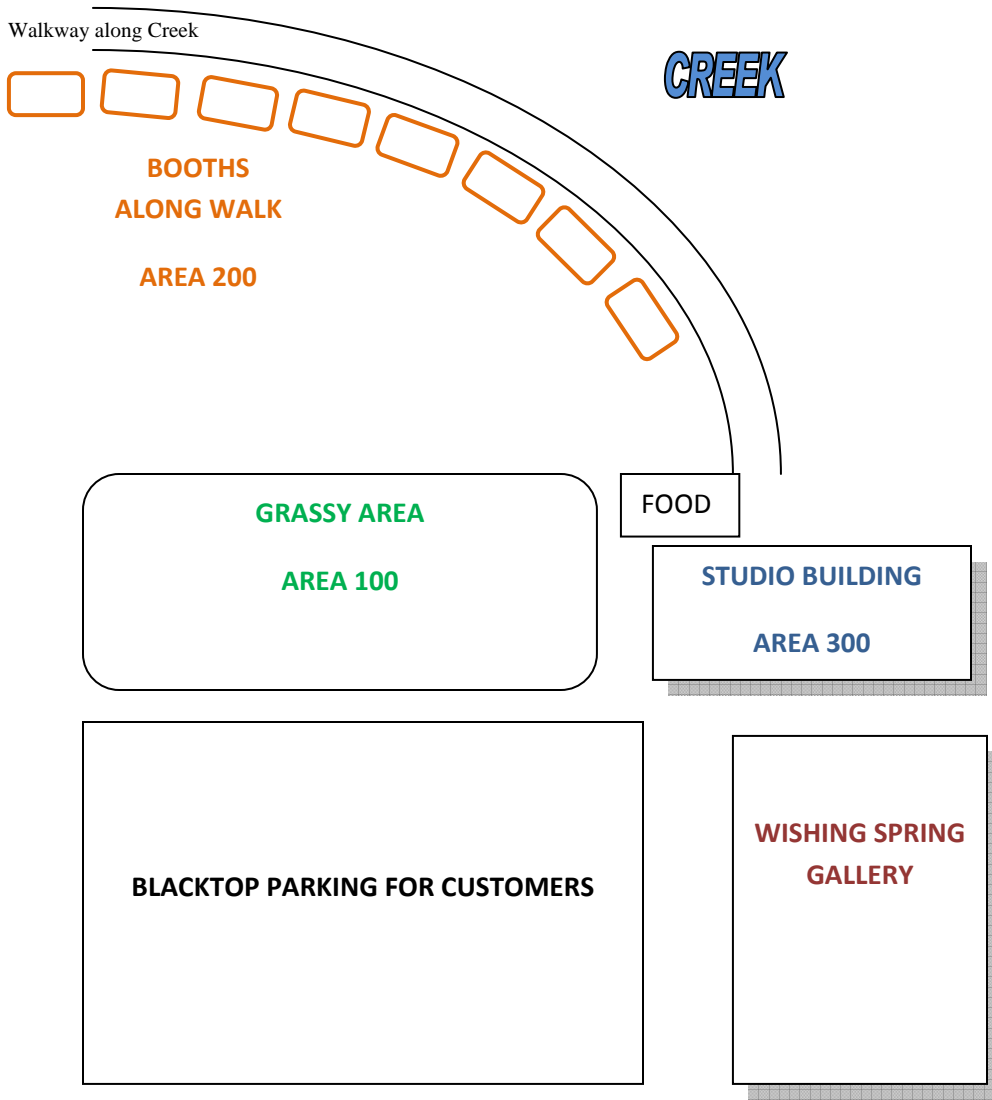 Walkway along Creek
CREEK
BOOTHS
ALONG WALK
AREA 200
GRASSY AREA
AREA 100
FOOD
STUDIO BUILDING
AREA 300
BLACKTOP PARKING FOR CUSTOMERS
WISHING SPRING
GALLERY